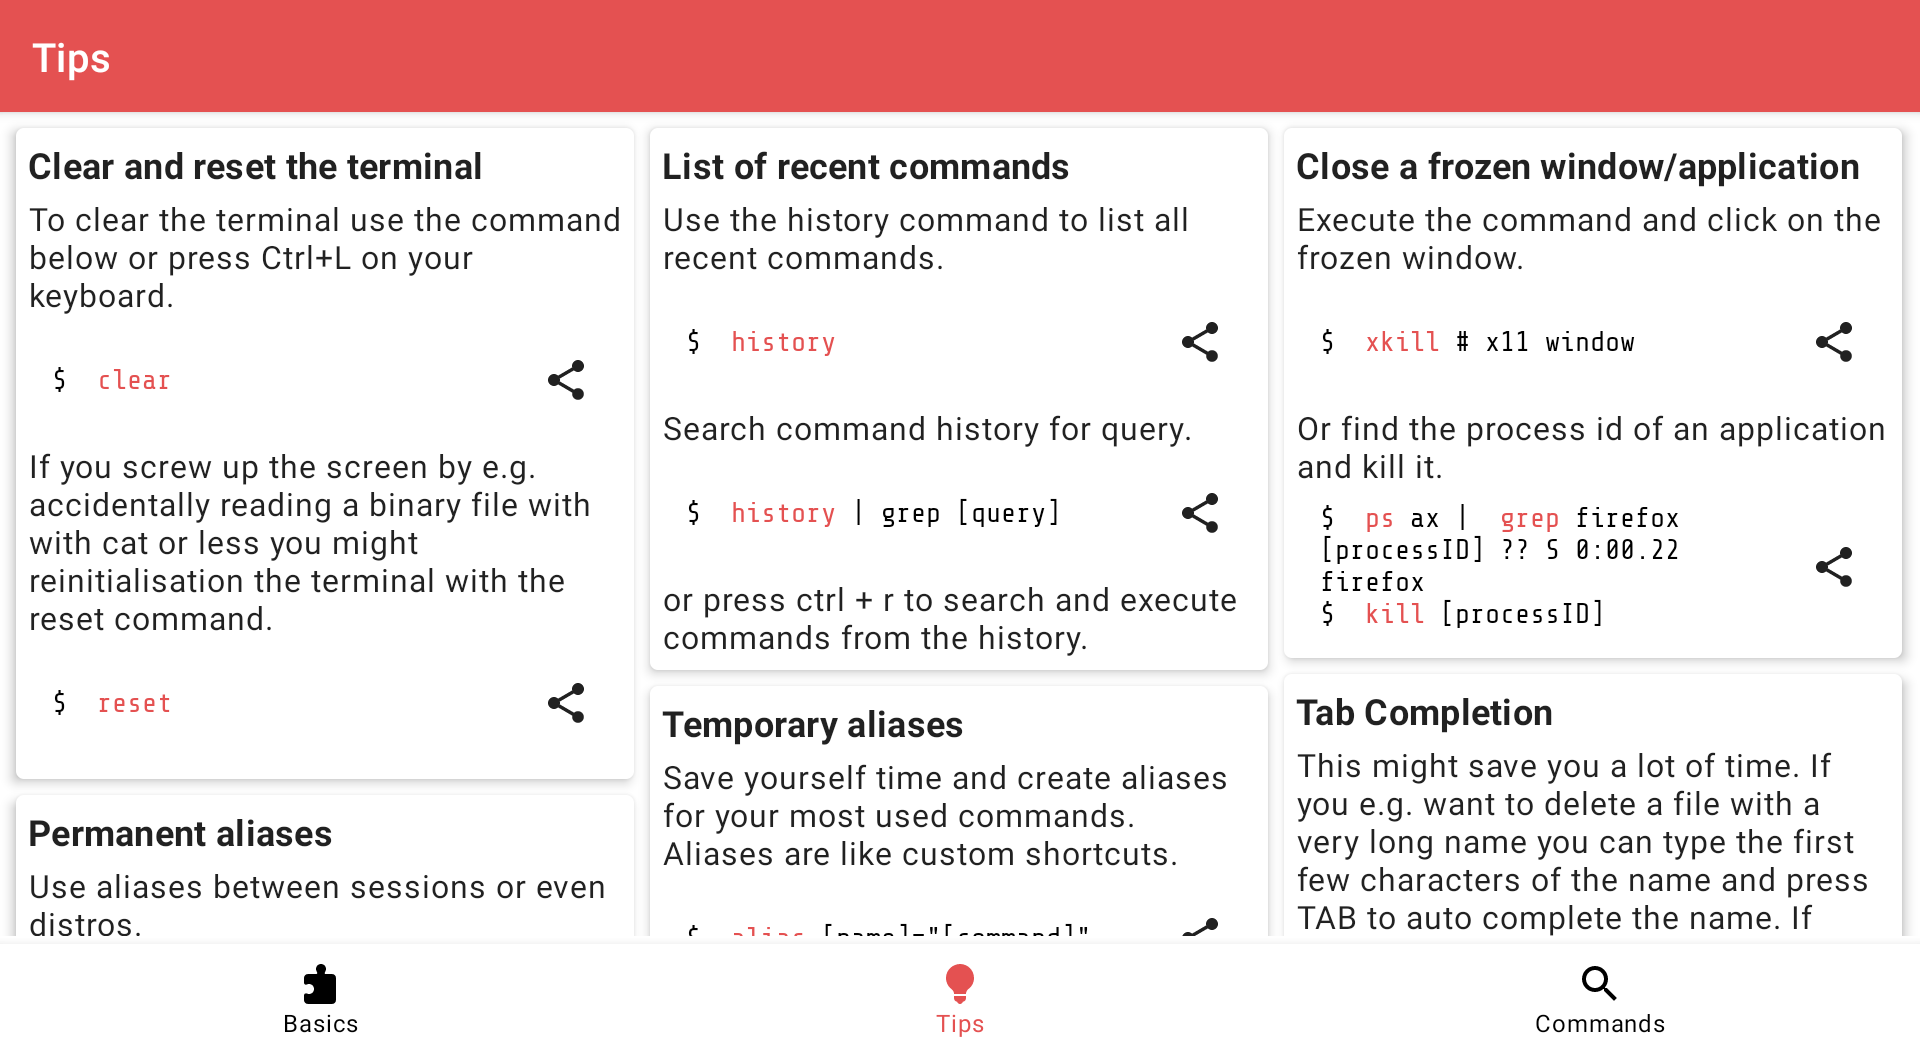 Tips
Clear and reset the terminal
To clear the terminal use the command
below or press Ctrl+L on your
keyboard.
$ clear
If you screw up the screen by e.g.
accidentally reading a binary file with
with cat or less you might
reinitialisation the terminal with the
reset command.
$ reset
Permanent aliases
Use aliases between sessions or even
distros.
List of recent commands
Use the history command to list all
recent commands.
$ history
Search command history for query.
$ history | grep [query]
or press ctrl + r to search and execute
commands from the history.
Temporary aliases
Save yourself time and create aliases
for your most used commands.
Aliases are like custom shortcuts.
$ alias [name]="[command]"
Close a frozen window/application
Execute the command and click on the
frozen window.
$ xkill # x11 window
Or find the process id of an application
and kill it.
$ ps ax | grep firefox
[processID] ?? S 0:00.22
firefox
$ kill [processID]
Tab Completion
This might save you a lot of time. If
you e.g. want to delete a file with a
very long name you can type the first
few characters of the name and press
TAB to auto complete the name. If
Basics
Tips
Commands